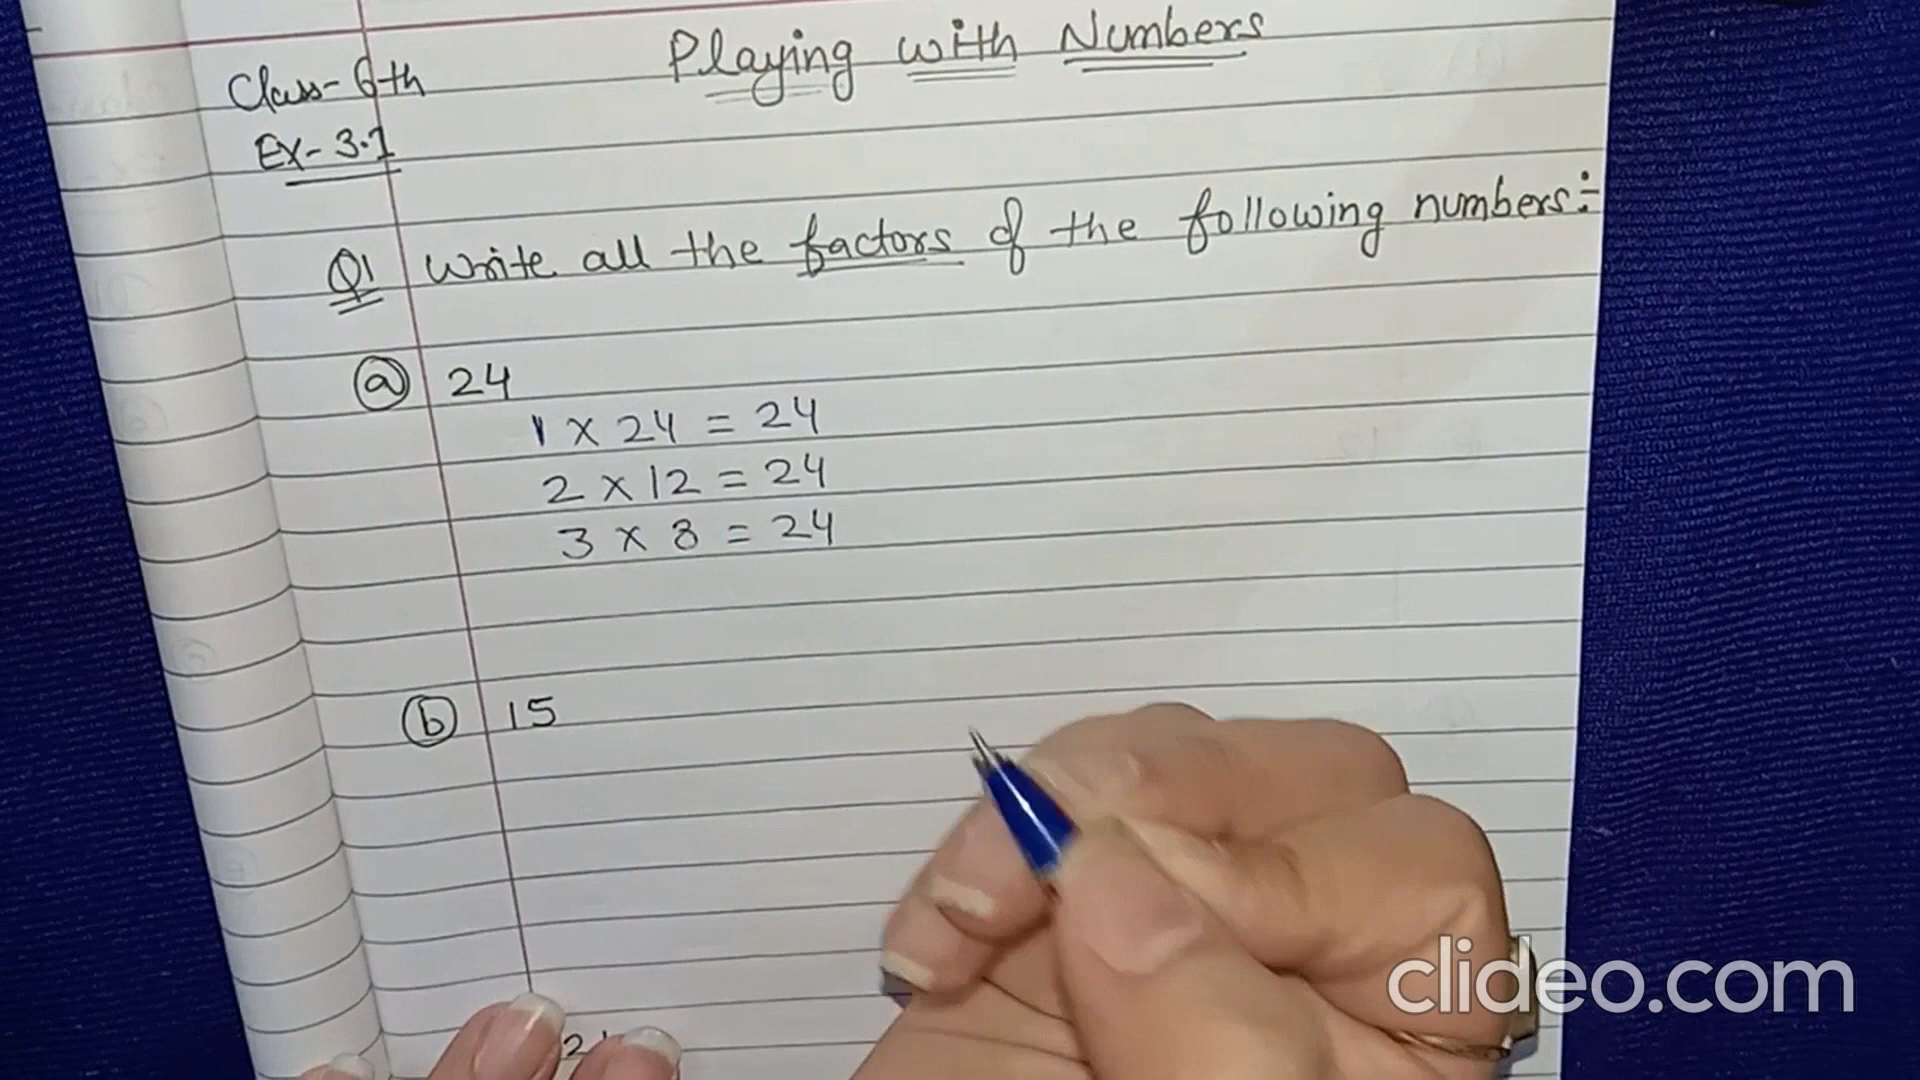 Playing with Numbers
Class-6th
Ex-3.1
Q1 Write all the factors of the following numbers:
(a) 24
1 × 24 = 24
2 × 12 = 24
3 × 8 = 24
(b) 15
clideo.com